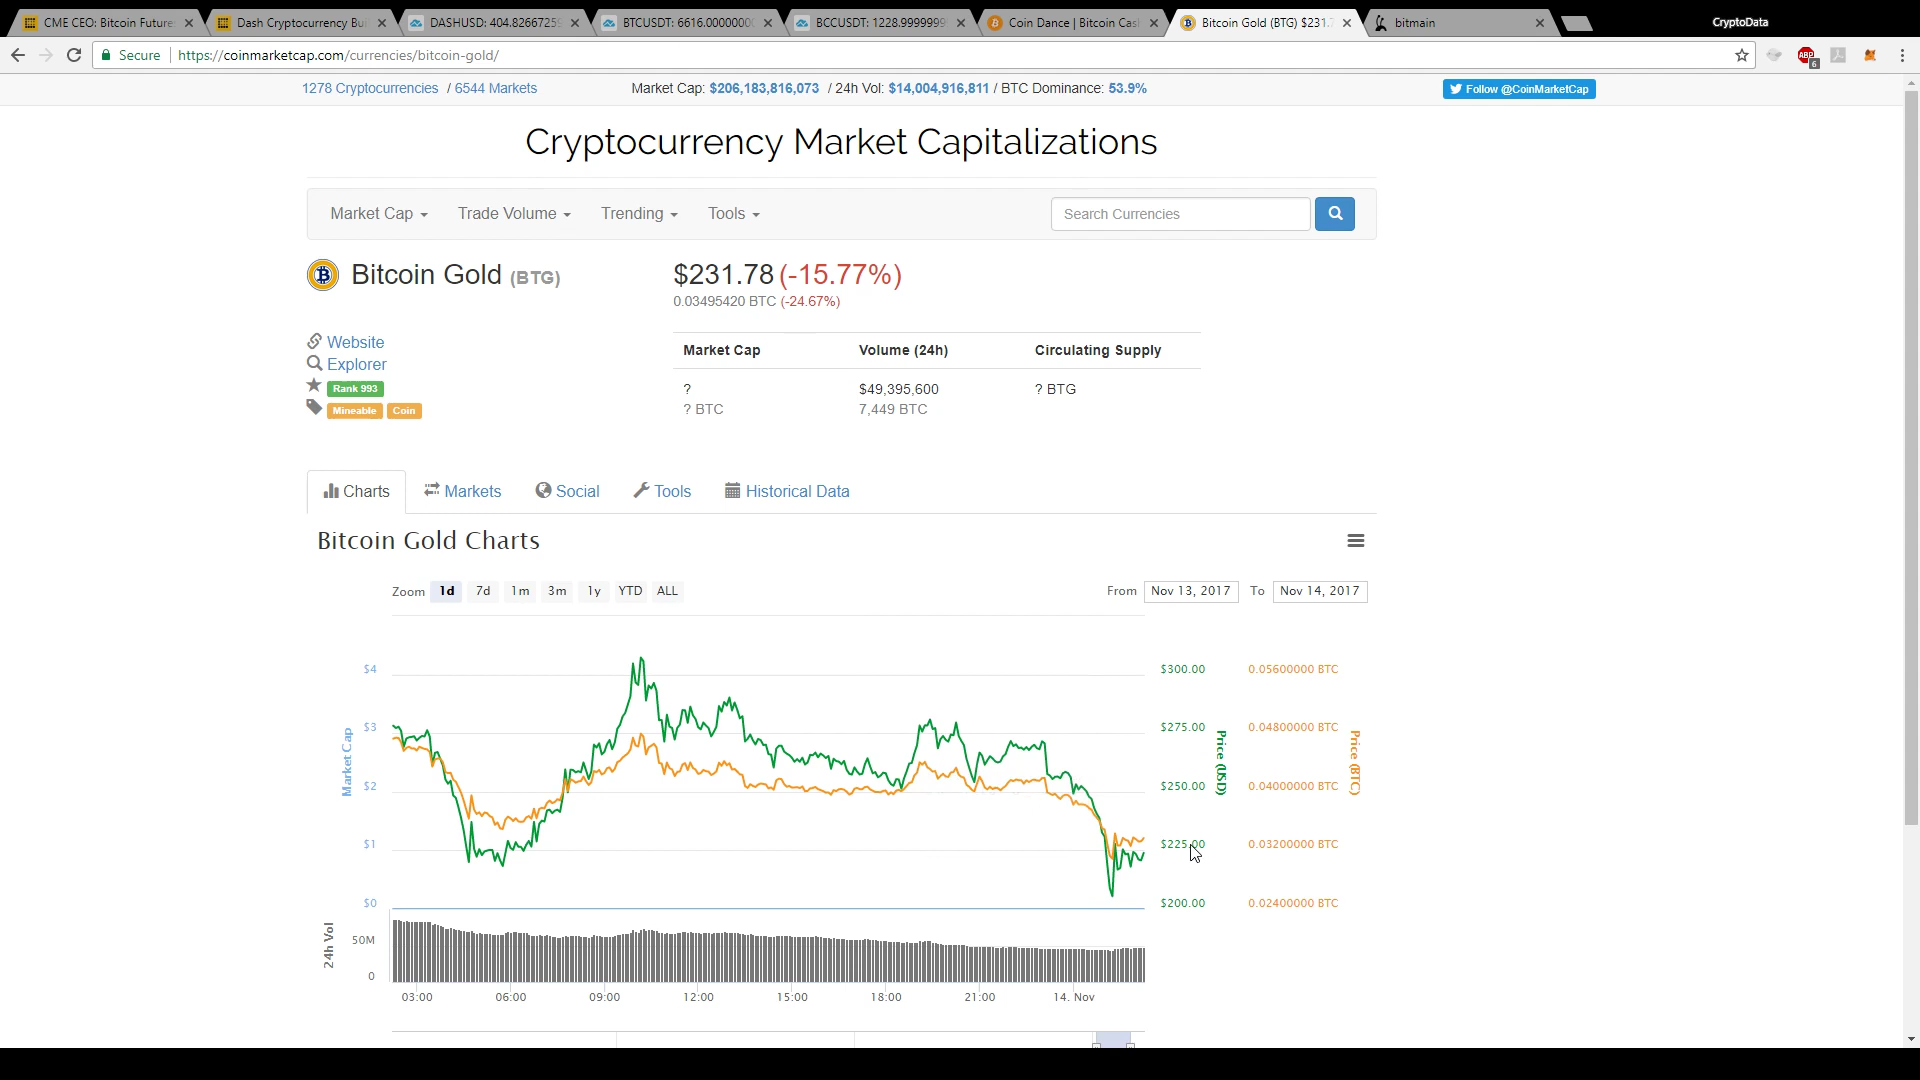 CME CEO: Bitcoin Future
Dash Cryptocurrency Bu
DASHUSD: 404.8266725
BTCUSDT: 6616.0000000
BCCUSDT: 1228.9999999
Coin Dance | Bitcoin Cas
Bitcoin Gold (BTG) $231.
bitmain
CryptoData
Secure
https://coinmarketcap.com/currencies/bitcoin-gold/
ABP
6
1278 Cryptocurrencies / 6544 Markets
Market Cap: $206,183,816,073 / 24h Vol: $14,004,916,811 / BTC Dominance: 53.9%
Follow @CoinMarketCap
Cryptocurrency Market Capitalizations
Market Cap
Trade Volume
Trending
Tools
Search Currencies
Bitcoin Gold (BTG)
$231.78 (-15.77%)
0.03495420 BTC (-24.67%)
Website
Explorer
Rank 993
Mineable
Coin
Market Cap
Volume (24h)
Circulating Supply
?
$49,395,600
? BTG
? BTC
7,449 BTC
Charts
Markets
Social
Tools
Historical Data
Bitcoin Gold Charts
Zoom
1d
7d
1m
3m
1y
YTD
ALL
From
Nov 13, 2017
To
Nov 14, 2017
$4
$3
$2
$1
$0
Market Cap
$300.00
$275.00
$250.00
$225.00
$200.00
Price (USD)
0.05600000 BTC
0.04800000 BTC
0.04000000 BTC
0.03200000 BTC
0.02400000 BTC
Price (BTC)
24h Vol
50M
0
03:00
06:00
09:00
12:00
15:00
18:00
21:00
14. Nov